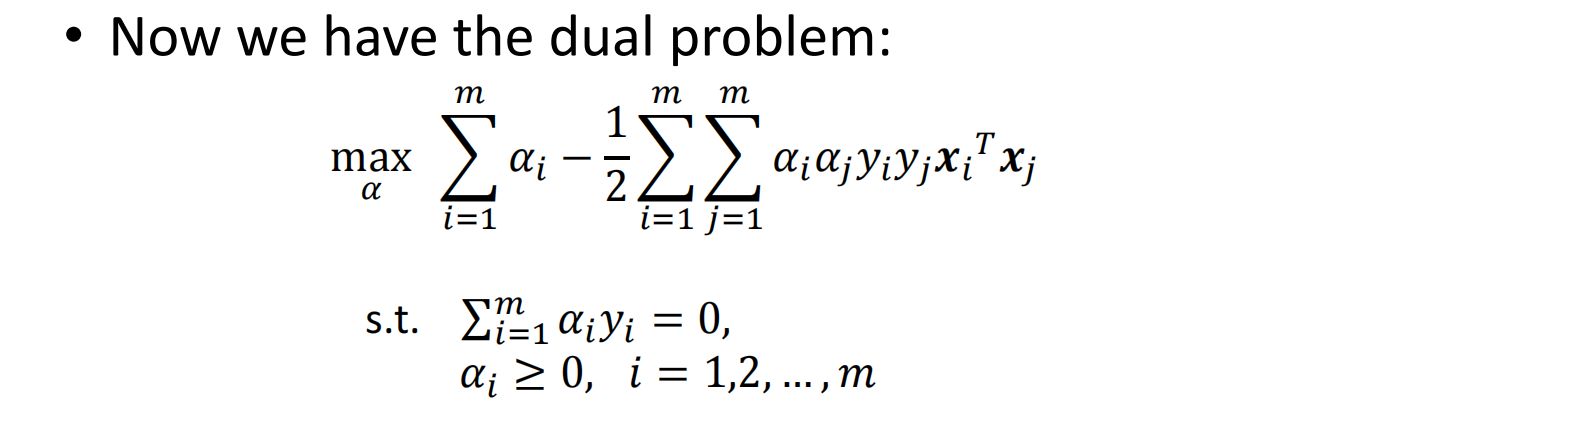 • Now we have the dual problem:
max_α ∑_{i=1}^{m} α_i − 1/2 ∑_{i=1}^{m} ∑_{j=1}^{m} α_i α_j y_i y_j 𝒙_i^T 𝒙_j
s.t. ∑_{i=1}^{m} α_i y_i = 0,
α_i ≥ 0, i = 1,2, … , m